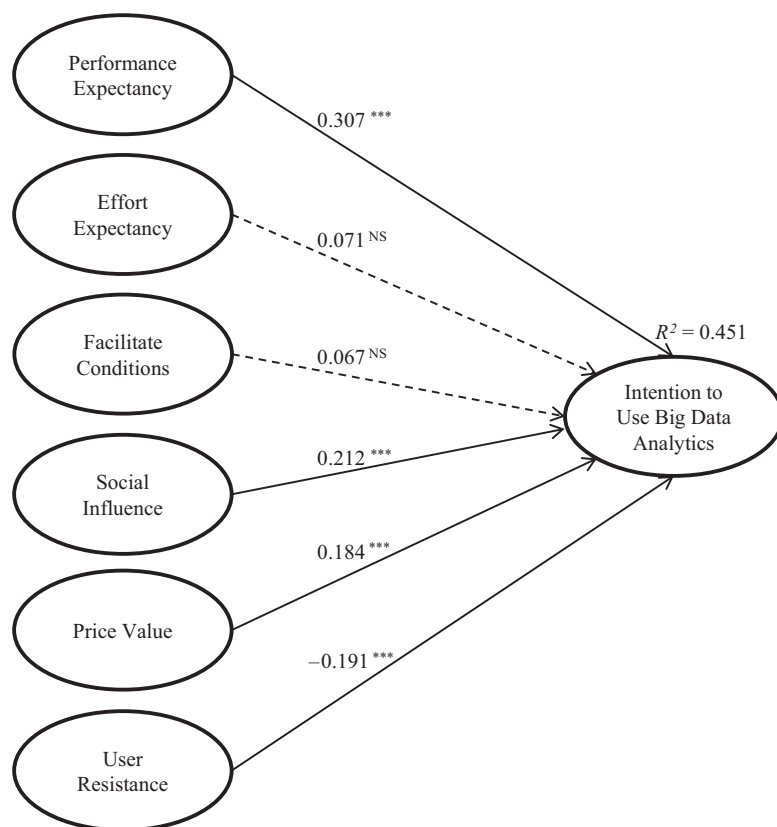 Performance
Expectancy
0.307 ***
Effort
Expectancy
0.071 NS
Facilitate
Conditions
0.067 NS
R² = 0.451
Intention to
Use Big Data
Analytics
Social
Influence
0.212 ***
0.184 ***
Price Value
−0.191 ***
User
Resistance